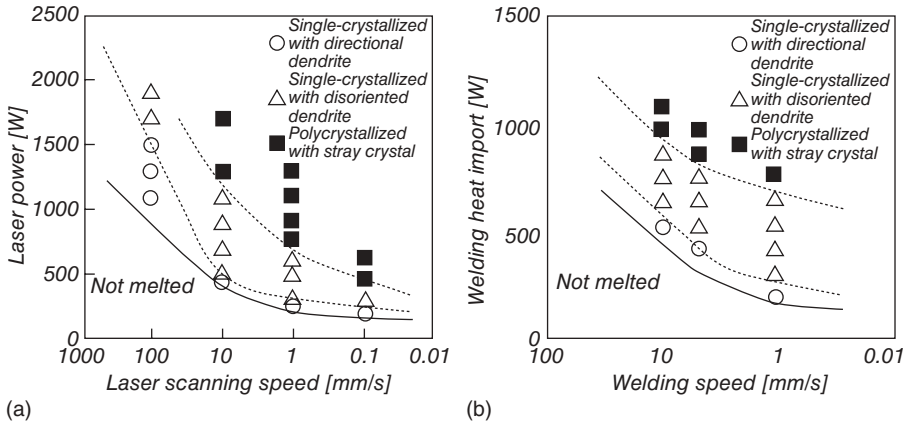 2500
2000
1500
1000
500
0
Laser power [W]
1000
100
10
1
0.1
0.01
Laser scanning speed [mm/s]
Single-crystallized
with directional
dendrite
Single-crystallized
with disoriented
dendrite
Polycrystallized
with stray crystal
Not melted
(a)
1500
1000
500
0
Welding heat import [W]
100
10
1
0.01
Welding speed [mm/s]
Single-crystallized
with directional
dendrite
Single-crystallized
with disoriented
dendrite
Polycrystallized
with stray crystal
Not melted
(b)